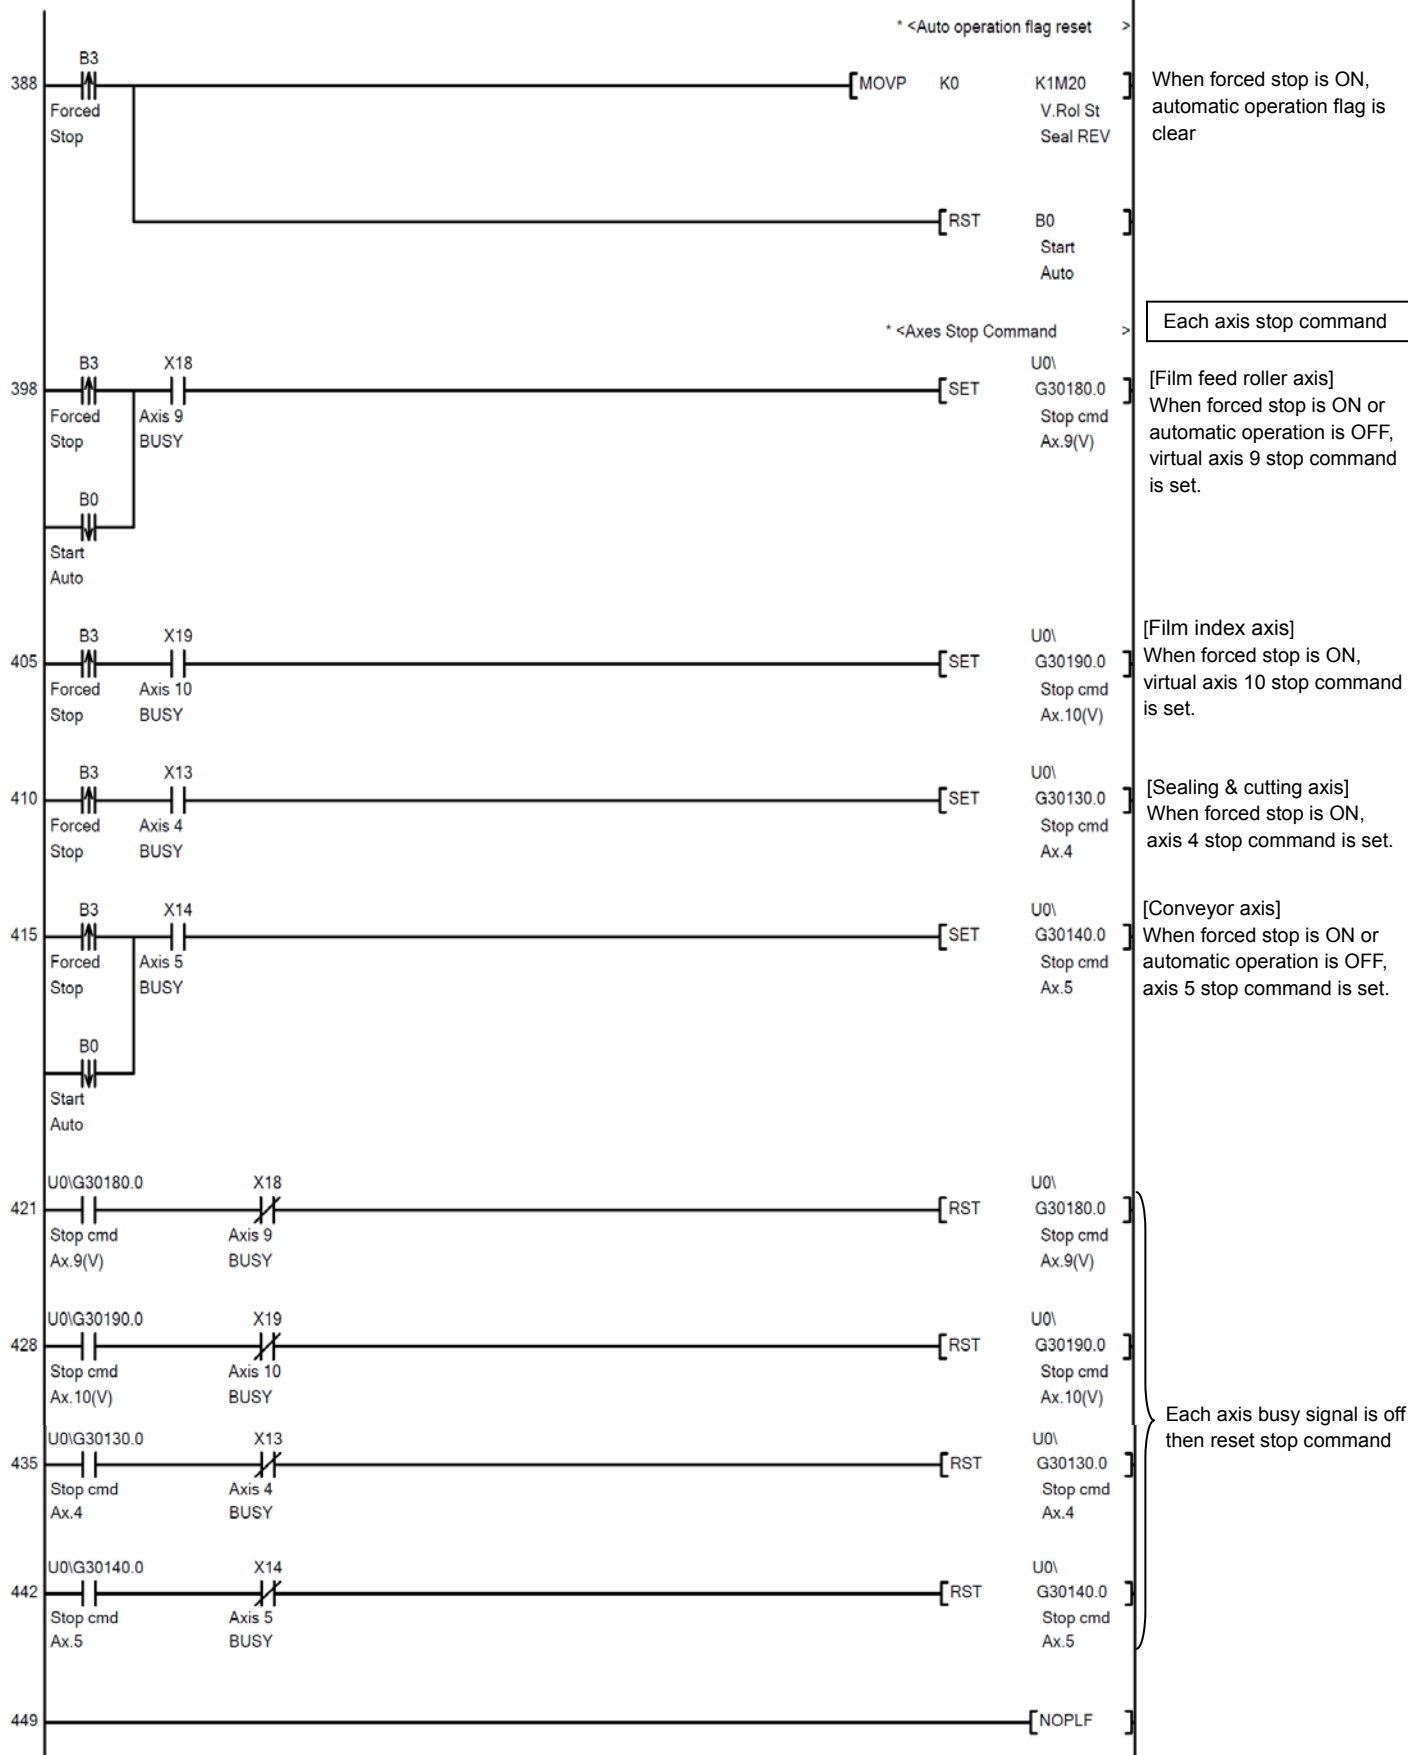 * <Auto operation flag reset >
B3
388
MOVP K0 K1M20
Forced
Stop
V.Rol St
Seal REV
When forced stop is ON,
automatic operation flag is
clear
RST B0
Start
Auto
* <Axes Stop Command >
Each axis stop command
B3 X18 U0\
398 SET G30180.0
Forced Axis 9 Stop cmd
Stop BUSY Ax.9(V)
[Film feed roller axis]
When forced stop is ON or
automatic operation is OFF,
virtual axis 9 stop command
is set.
B0
Start
Auto
B3 X19 U0\
405 SET G30190.0
Forced Axis 10 Stop cmd
Stop BUSY Ax.10(V)
[Film index axis]
When forced stop is ON,
virtual axis 10 stop command
is set.
B3 X13 U0\
410 SET G30130.0
Forced Axis 4 Stop cmd
Stop BUSY Ax.4
[Sealing & cutting axis]
When forced stop is ON,
axis 4 stop command is set.
B3 X14 U0\
415 SET G30140.0
Forced Axis 5 Stop cmd
Stop BUSY Ax.5
[Conveyor axis]
When forced stop is ON or
automatic operation is OFF,
axis 5 stop command is set.
B0
Start
Auto
U0\G30180.0 X18 U0\
421 RST G30180.0
Stop cmd Axis 9 Stop cmd
Ax.9(V) BUSY Ax.9(V)
U0\G30190.0 X19 U0\
428 RST G30190.0
Stop cmd Axis 10 Stop cmd
Ax.10(V) BUSY Ax.10(V)
U0\G30130.0 X13 U0\
435 RST G30130.0
Stop cmd Axis 4 Stop cmd
Ax.4 BUSY Ax.4
U0\G30140.0 X14 U0\
442 RST G30140.0
Stop cmd Axis 5 Stop cmd
Ax.5 BUSY Ax.5
Each axis busy signal is off
then reset stop command
449 NOPLF